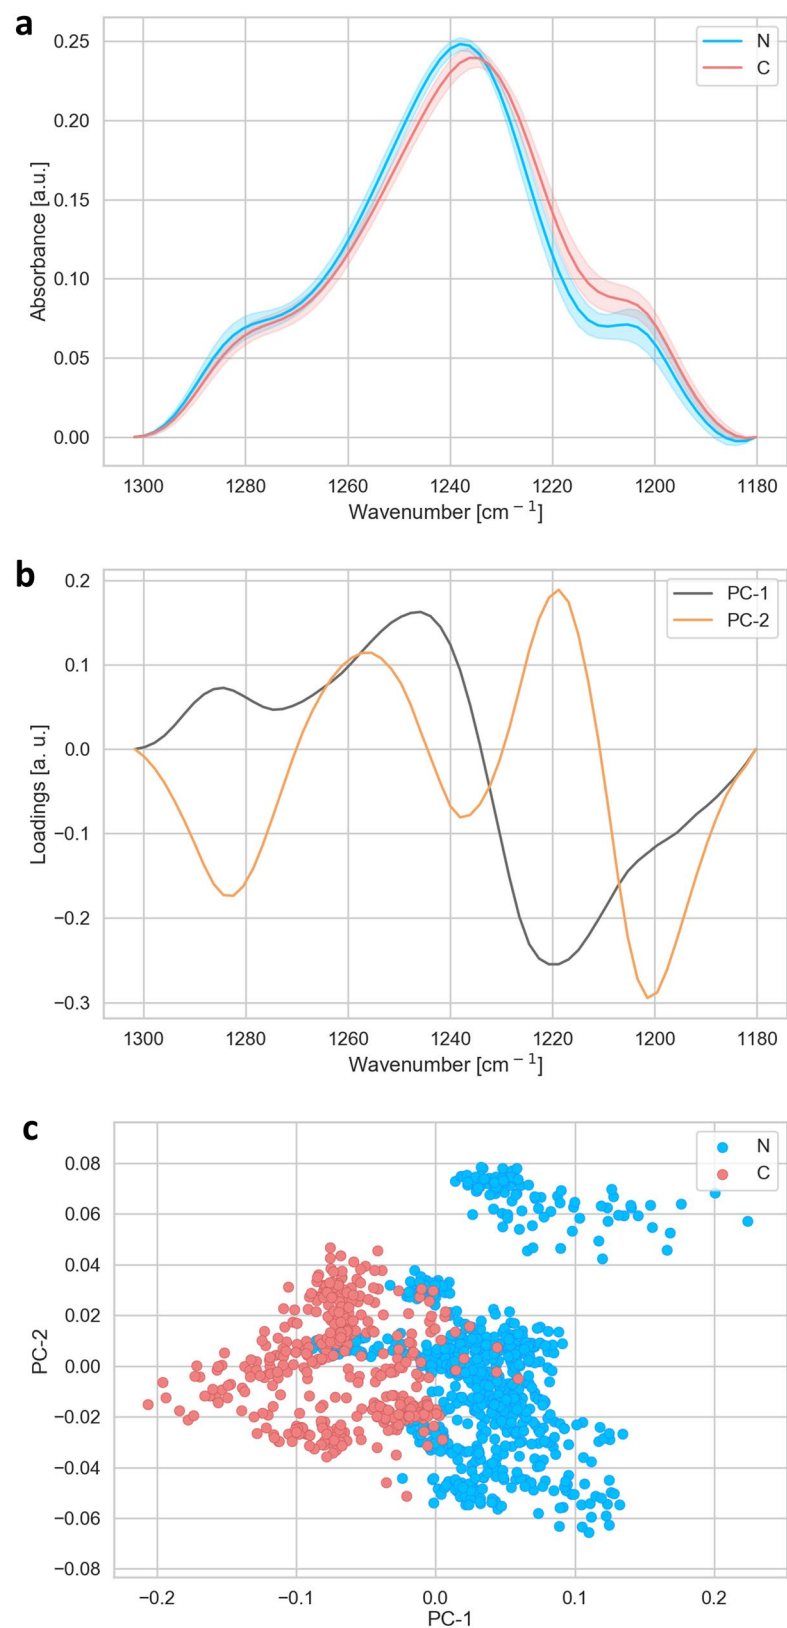 a
N
C
0.25
0.20
0.15
0.10
0.05
0.00
Absorbance [a.u.]
1300 1280 1260 1240 1220 1200 1180
Wavenumber [cm⁻¹]
b
PC-1
PC-2
0.2
0.1
0.0
−0.1
−0.2
−0.3
Loadings [a. u.]
1300 1280 1260 1240 1220 1200 1180
Wavenumber [cm⁻¹]
c
N
C
0.08
0.06
0.04
0.02
0.00
−0.02
−0.04
−0.06
−0.08
PC-2
−0.2 −0.1 0.0 0.1 0.2
PC-1